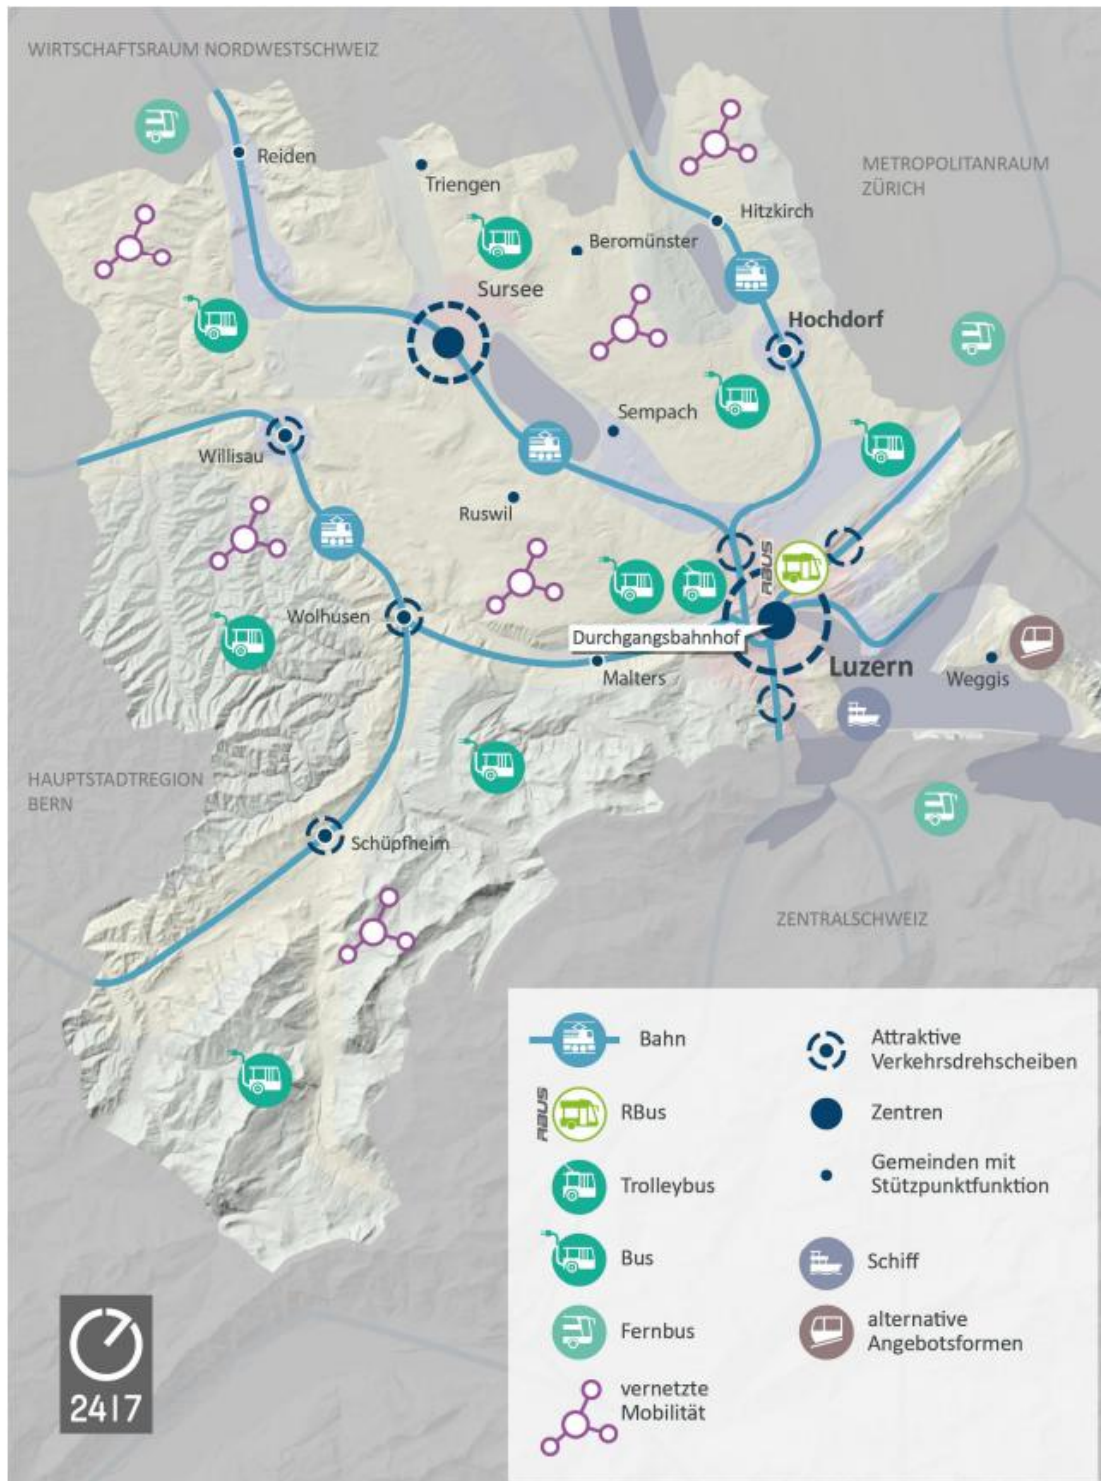 WIRTSCHAFTSRAUM NORDWESTSCHWEIZ
Reiden
Triengen
METROPOLITANRAUM
ZÜRICH
Hitzkirch
Beromünster
Sursee
Hochdorf
Sempach
Willisau
Ruswil
RBUS
Wolhusen
Durchgangsbahnhof
Malters
Luzern
Weggis
HAUPTSTADTREGION
BERN
Schüpfheim
ZENTRALSCHWEIZ
Bahn
RBUS
RBus
Trolleybus
Bus
Fernbus
vernetzte
Mobilität
Attraktive
Verkehrsdrehscheiben
Zentren
Gemeinden mit
Stützpunktfunktion
Schiff
alternative
Angebotsformen
24|7